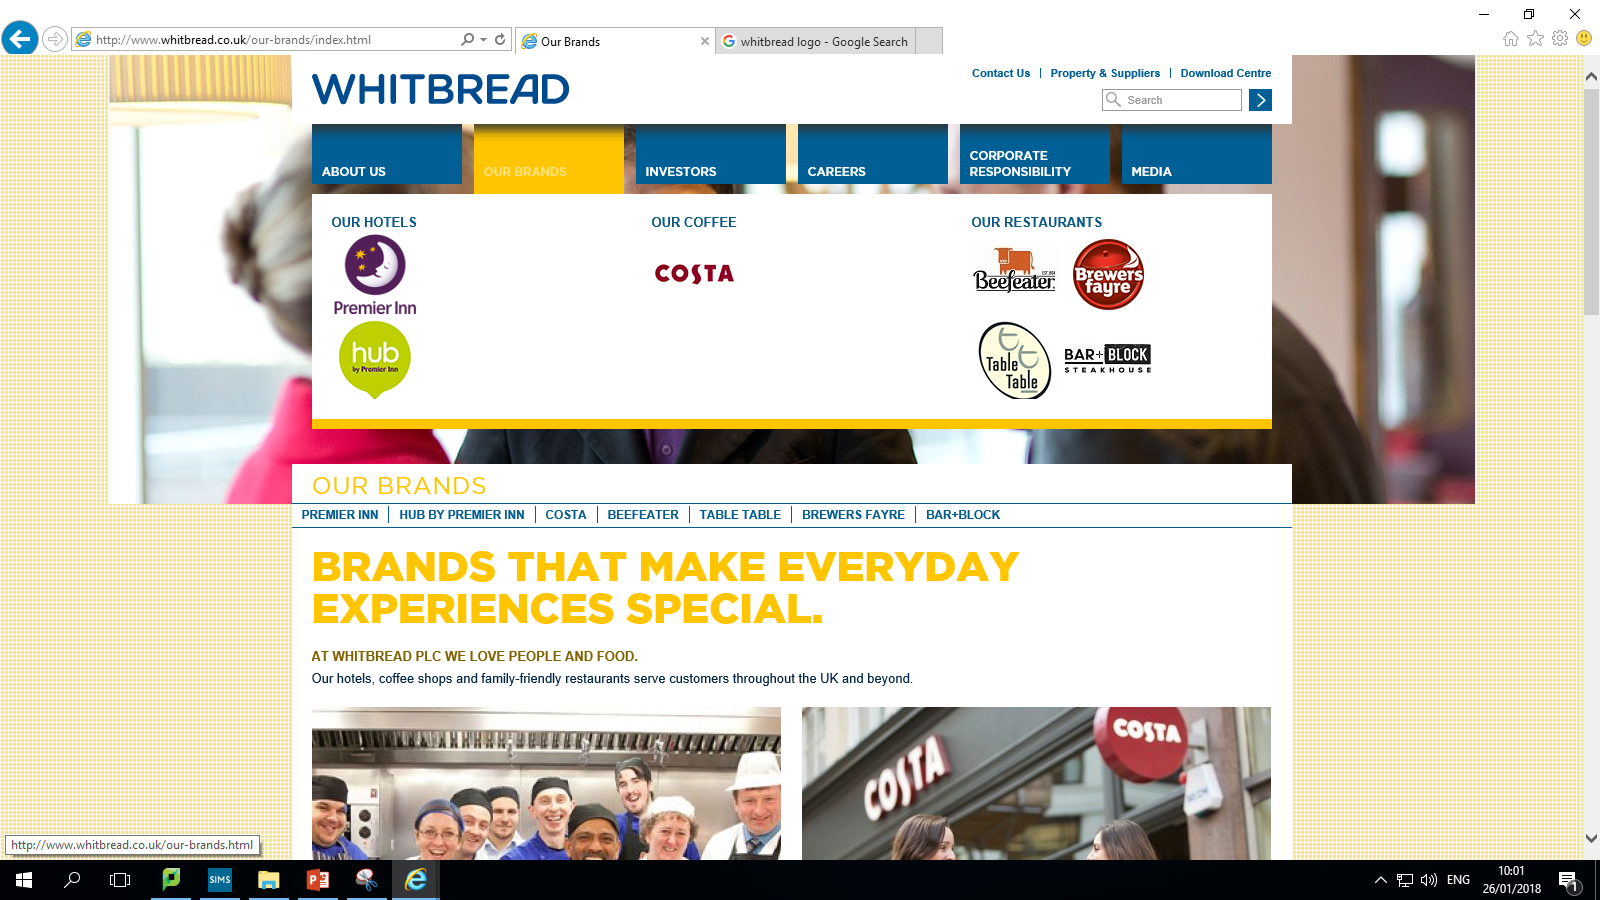 http://www.whitbread.co.uk/our-brands/index.html
Our Brands
whitbread logo - Google Search
WHITBREAD
Contact Us
Property & Suppliers
Download Centre
Search
ABOUT US
OUR BRANDS
INVESTORS
CAREERS
CORPORATE
RESPONSIBILITY
MEDIA
OUR HOTELS
Premier Inn
hub
by Premier Inn
OUR COFFEE
COSTA
OUR RESTAURANTS
Beefeater
Brewers
fayre
Table
Table
BAR+BLOCK
STEAKHOUSE
OUR BRANDS
PREMIER INN
HUB BY PREMIER INN
COSTA
BEEFEATER
TABLE TABLE
BREWERS FAYRE
BAR+BLOCK
BRANDS THAT MAKE EVERYDAY
EXPERIENCES SPECIAL.
AT WHITBREAD PLC WE LOVE PEOPLE AND FOOD.
Our hotels, coffee shops and family-friendly restaurants serve customers throughout the UK and beyond.
COSTA
COSTA
http://www.whitbread.co.uk/our-brands.html
SIMS
ENG
10:01
26/01/2018
1